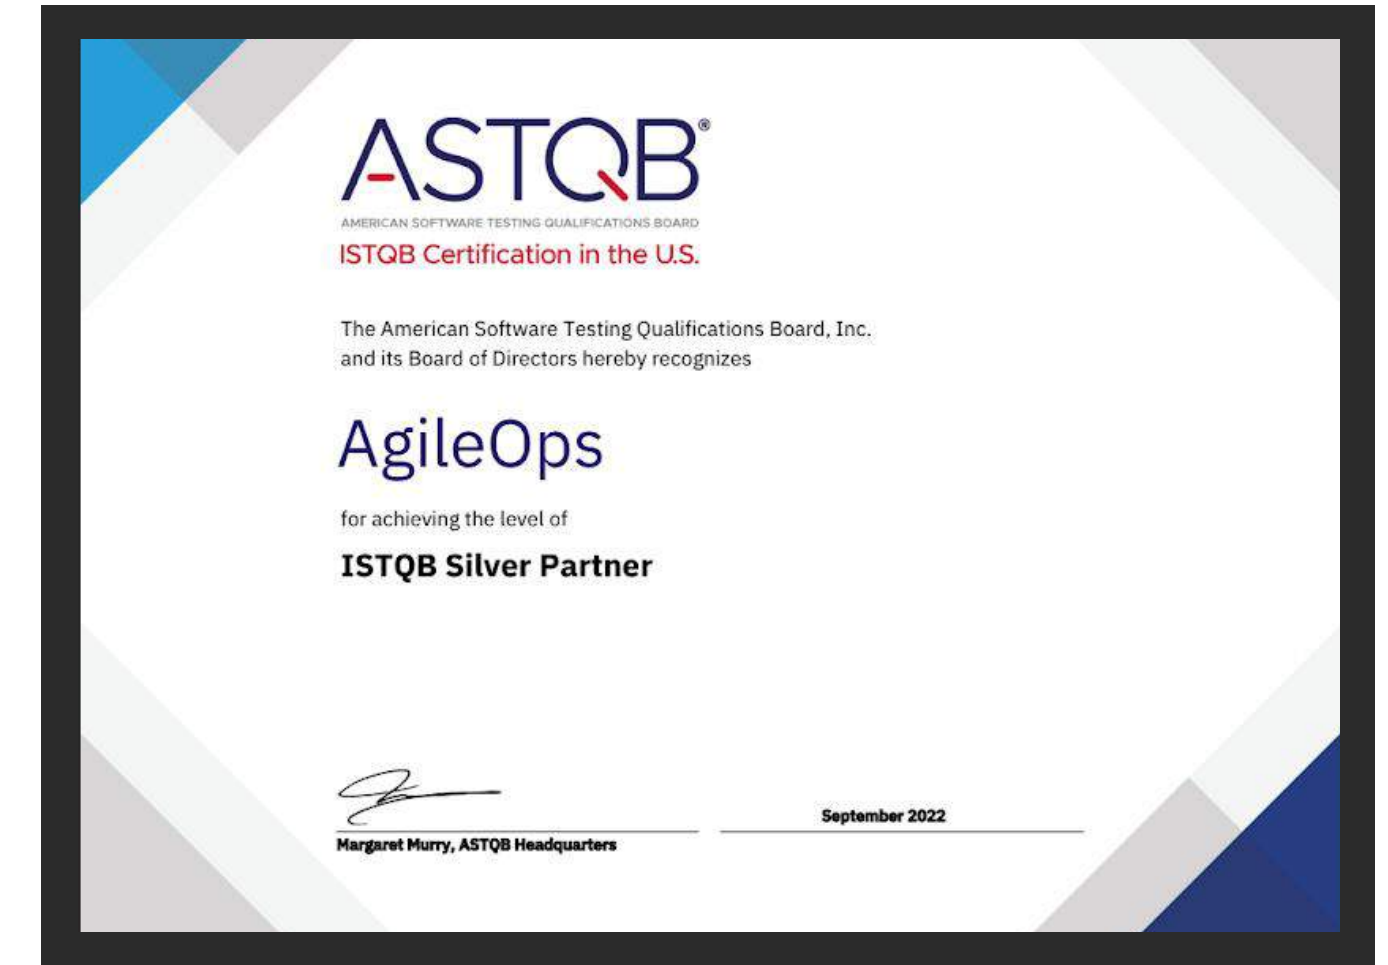 ASTQB®
AMERICAN SOFTWARE TESTING QUALIFICATIONS BOARD
ISTQB Certification in the U.S.
The American Software Testing Qualifications Board, Inc.
and its Board of Directors hereby recognizes
AgileOps
for achieving the level of
ISTQB Silver Partner
September 2022
Margaret Murry, ASTQB Headquarters